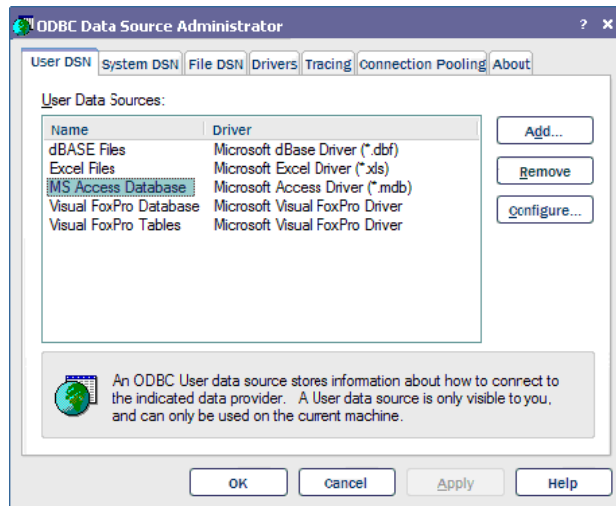 ODBC Data Source Administrator ? ×
User DSN System DSN File DSN Drivers Tracing Connection Pooling About
User Data Sources:
Name Driver
dBASE Files Microsoft dBase Driver (*.dbf)
Excel Files Microsoft Excel Driver (*.xls)
MS Access Database Microsoft Access Driver (*.mdb)
Visual FoxPro Database Microsoft Visual FoxPro Driver
Visual FoxPro Tables Microsoft Visual FoxPro Driver
Add...
Remove
Configure...
An ODBC User data source stores information about how to connect to
the indicated data provider. A User data source is only visible to you,
and can only be used on the current machine.
OK Cancel Apply Help